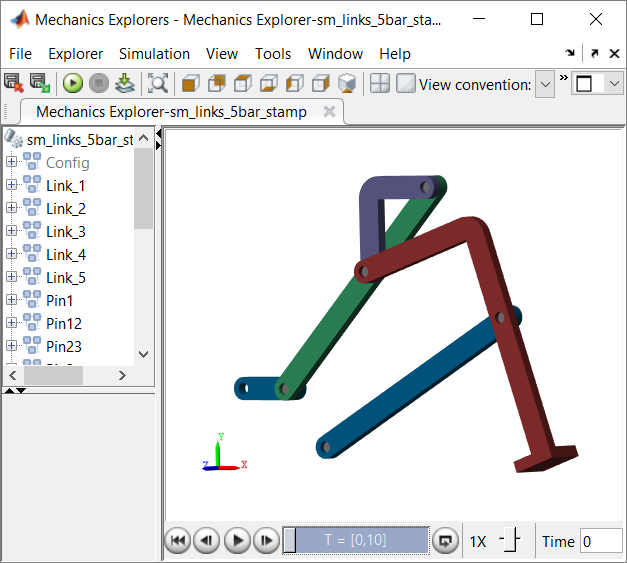 Mechanics Explorers - Mechanics Explorer-sm_links_5bar_sta...
File Explorer Simulation View Tools Window Help
View convention:
Mechanics Explorer-sm_links_5bar_stamp
sm_links_5bar_st
Config
Link_1
Link_2
Link_3
Link_4
Link_5
Pin1
Pin12
Pin23
Y
Z X
T = [0,10] 1X Time 0